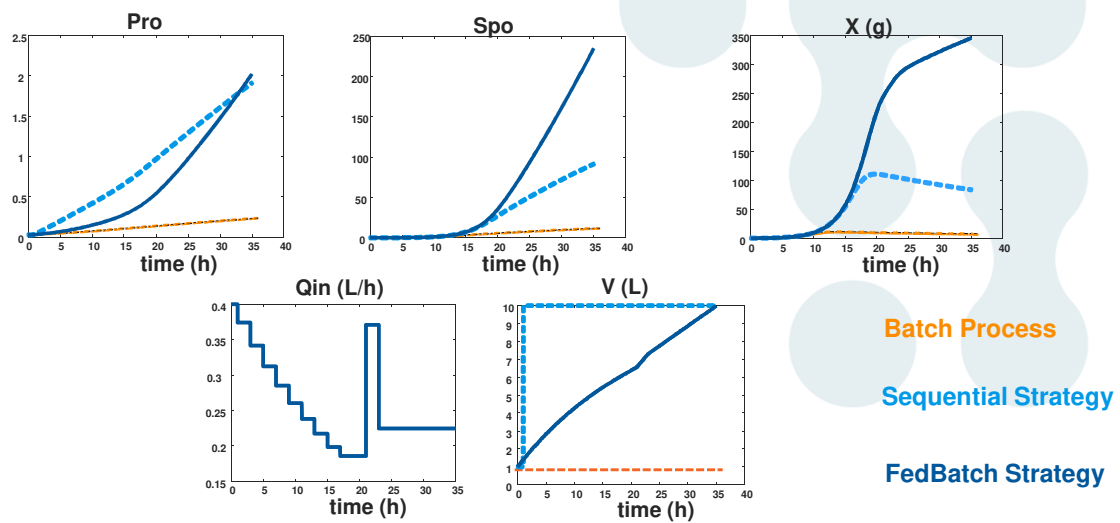 Pro
Spo
X (g)
2.5
2
1.5
1
0.5
0
0 5 10 15 20 25 30 35 40
time (h)
250
200
150
100
50
0
0 5 10 15 20 25 30 35 40
time (h)
350
300
250
200
150
100
50
0
0 5 10 15 20 25 30 35 40
time (h)
Qin (L/h)
V (L)
0.4
0.35
0.3
0.25
0.2
0.15
0 5 10 15 20 25 30 35
time (h)
10
9
8
7
6
5
4
3
2
1
0
0 5 10 15 20 25 30 35 40
time (h)
Batch Process
Sequential Strategy
FedBatch Strategy